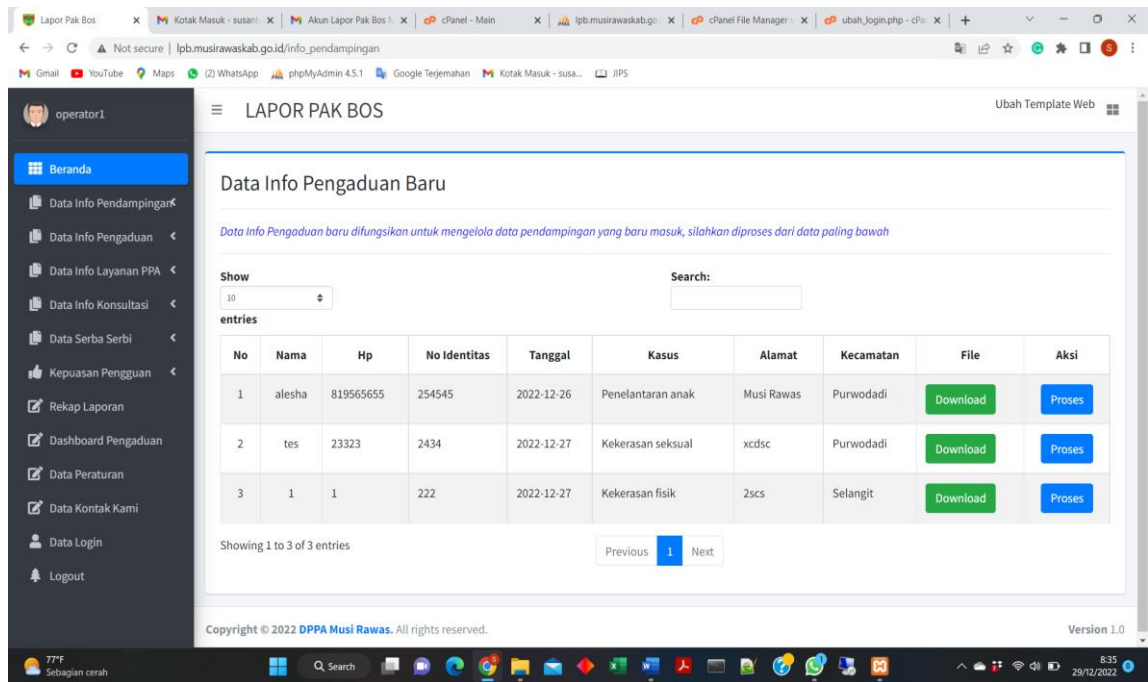 Lapor Pak Bos
Kotak Masuk - susant
Akun Lapor Pak Bos
cPanel - Main
lpb.musirawaskab.go.
cPanel File Manager
ubah_login.php - cPa
Not secure | lpb.musirawaskab.go.id/info_pendampingan
Gmail YouTube Maps (2) WhatsApp phpMyAdmin 4.5.1 Google Terjemahan Kotak Masuk - susa... JIPS
operator1
LAPOR PAK BOS
Ubah Template Web
Beranda
Data Info Pendampingan
Data Info Pengaduan
Data Info Layanan PPA
Data Info Konsultasi
Data Serba Serbi
Kepuasan Pengguan
Rekap Laporan
Dashboard Pengaduan
Data Peraturan
Data Kontak Kami
Data Login
Logout
Data Info Pengaduan Baru
Data Info Pengaduan baru difungsikan untuk mengelola data pendampingan yang baru masuk, silahkan diproses dari data paling bawah
Show
10
entries
Search:
No Nama Hp No Identitas Tanggal Kasus Alamat Kecamatan File Aksi
1 alesha 819565655 254545 2022-12-26 Penelantaran anak Musi Rawas Purwodadi Download Proses
2 tes 23323 2434 2022-12-27 Kekerasan seksual xcdsc Purwodadi Download Proses
3 1 1 222 2022-12-27 Kekerasan fisik 2scs Selangit Download Proses
Showing 1 to 3 of 3 entries
Previous 1 Next
Copyright © 2022 DPPA Musi Rawas. All rights reserved.
Version 1.0
77°F
Sebagian cerah
Search
8:35
29/12/2022